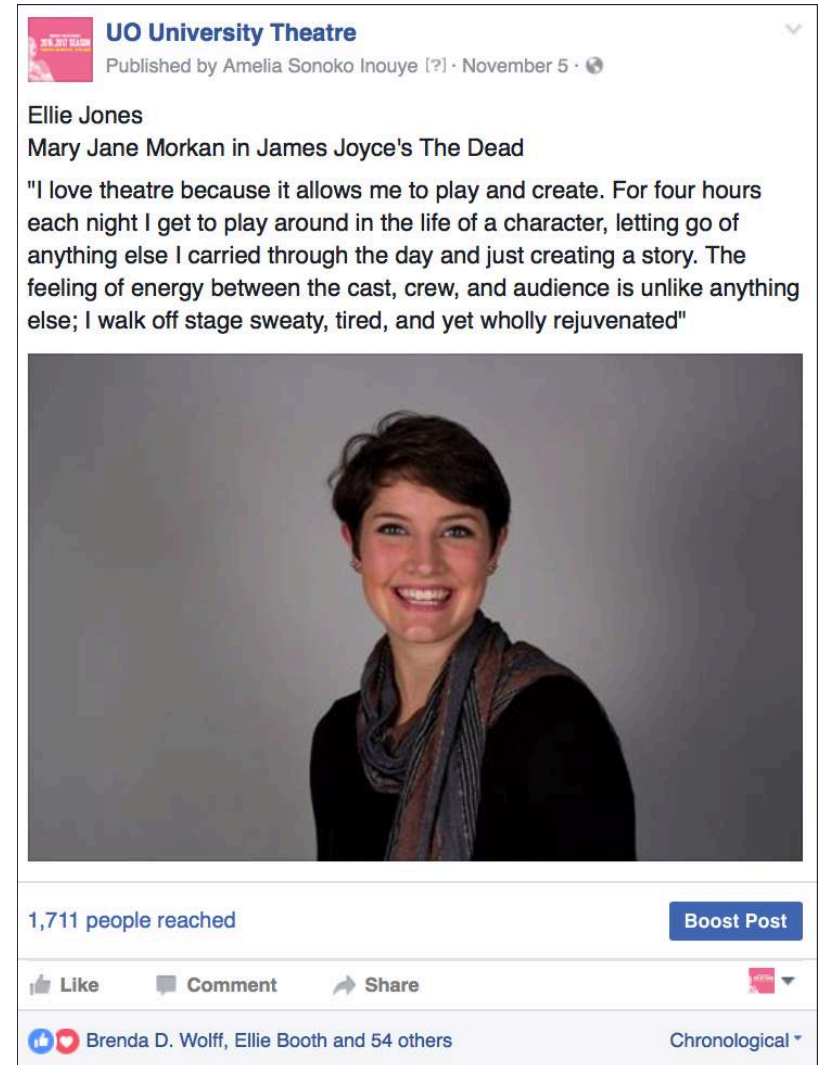 2016-2017 SEASON
UO University Theatre
Published by Amelia Sonoko Inouye [?] · November 5 ·
Ellie Jones
Mary Jane Morkan in James Joyce's The Dead
"I love theatre because it allows me to play and create. For four hours
each night I get to play around in the life of a character, letting go of
anything else I carried through the day and just creating a story. The
feeling of energy between the cast, crew, and audience is unlike anything
else; I walk off stage sweaty, tired, and yet wholly rejuvenated"
1,711 people reached
Boost Post
Like Comment Share
Brenda D. Wolff, Ellie Booth and 54 others Chronological